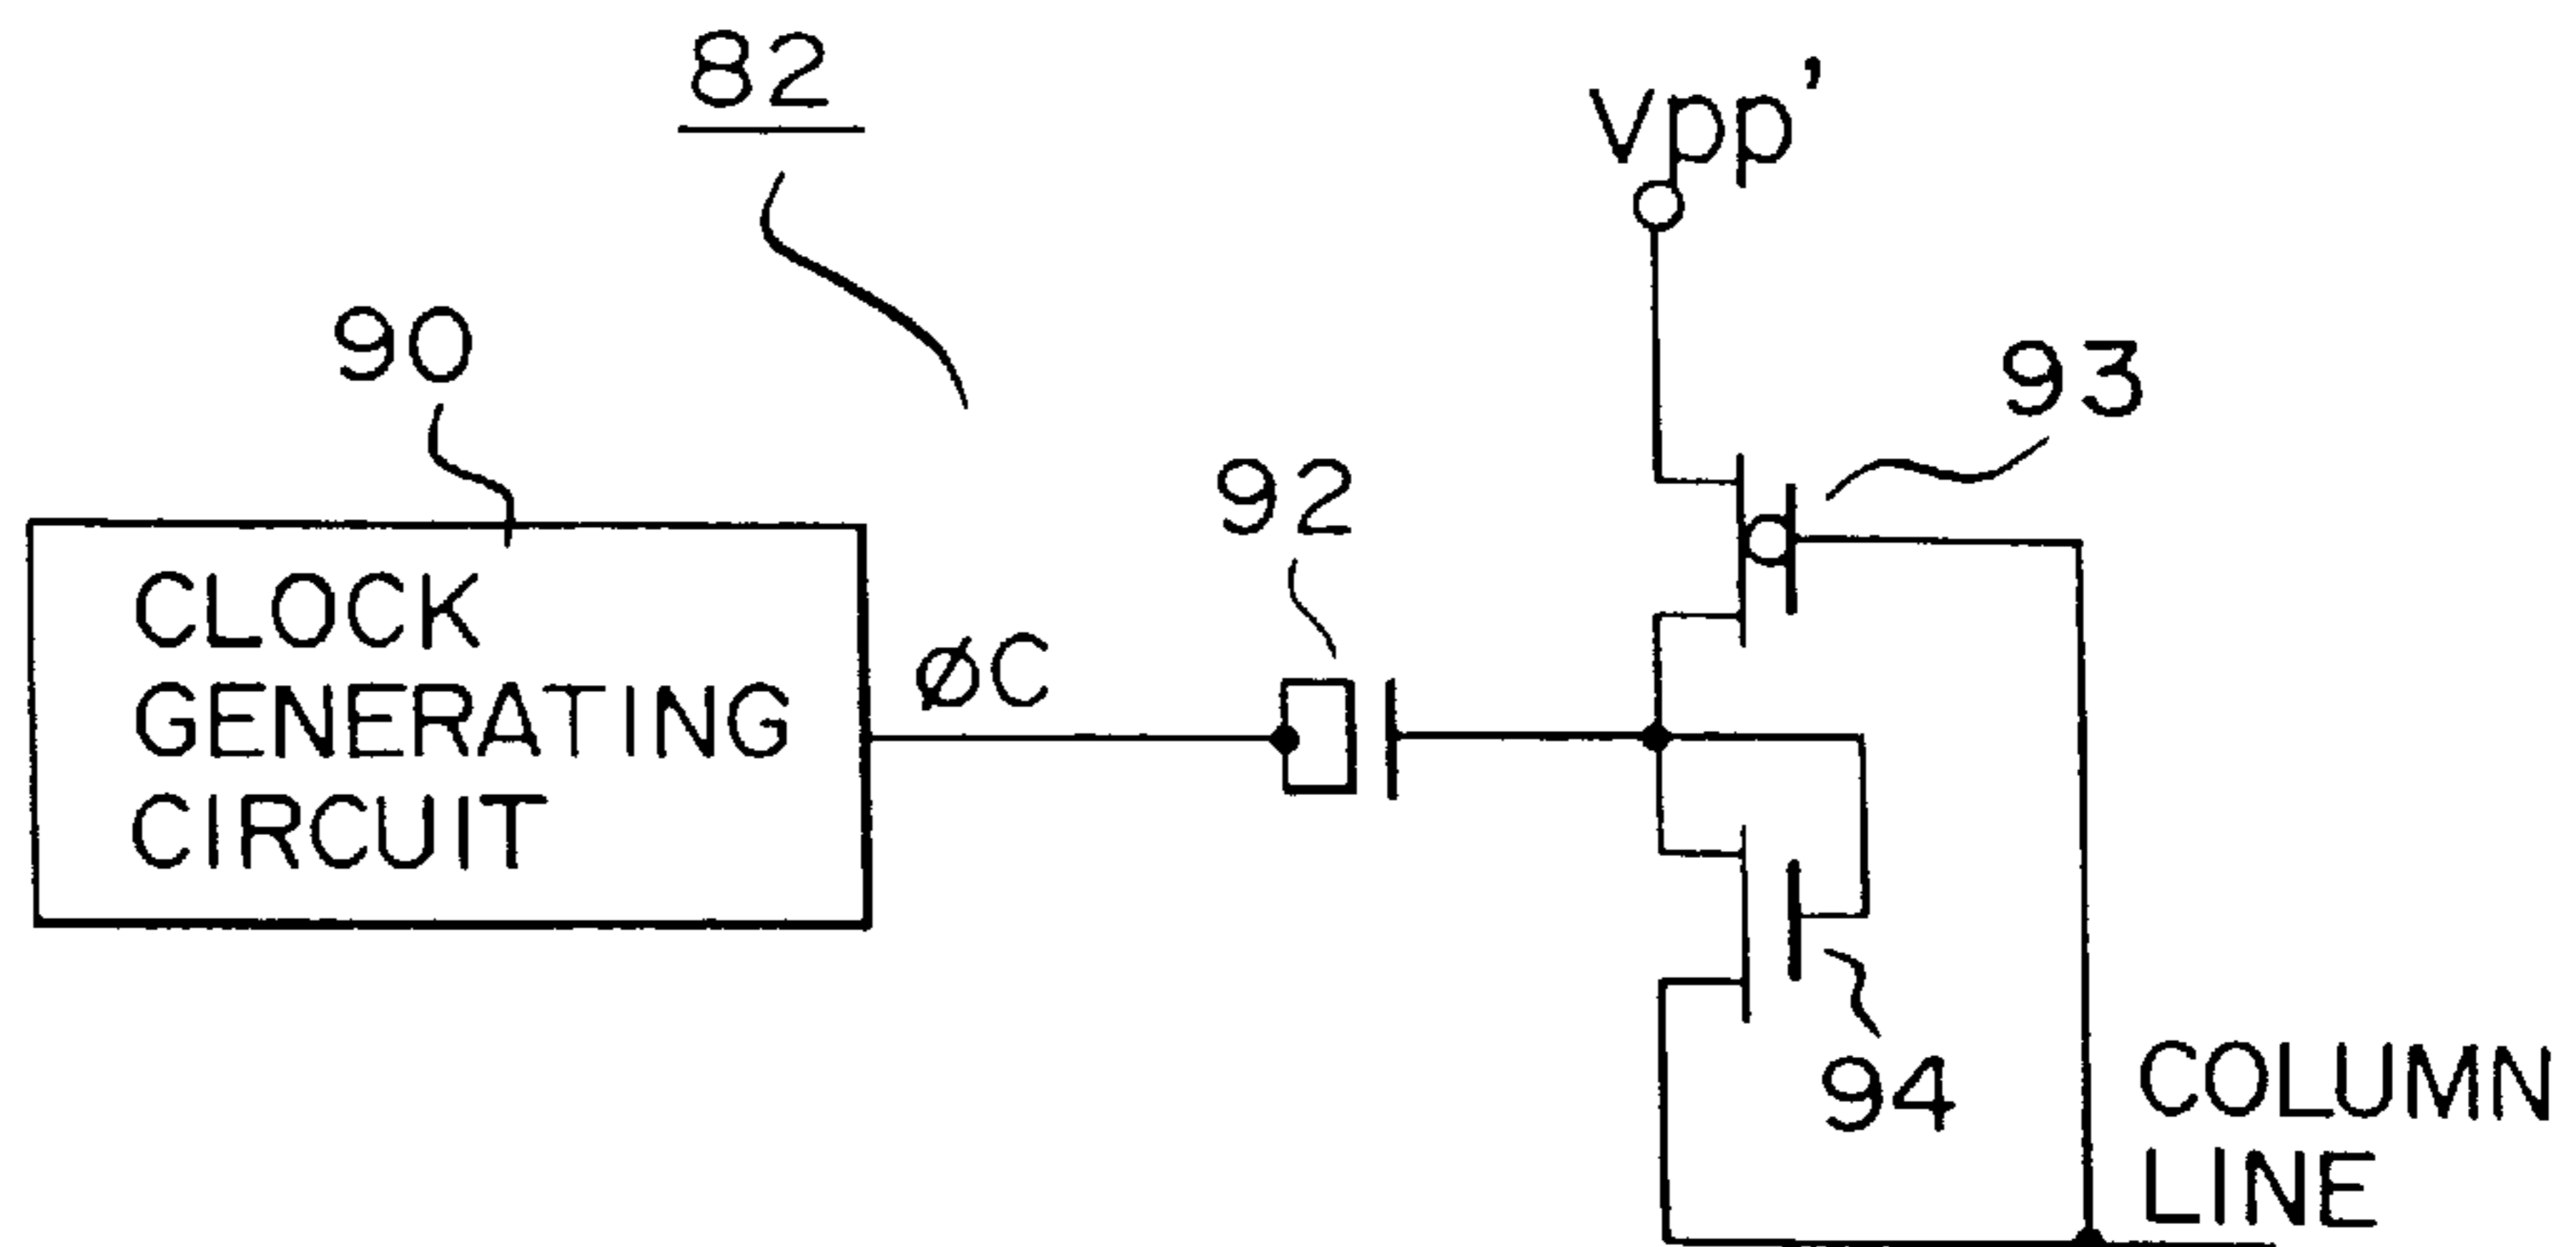 82
Vpp'
90
93
92
CLOCK
GENERATING
CIRCUIT
øC
94
COLUMN
LINE